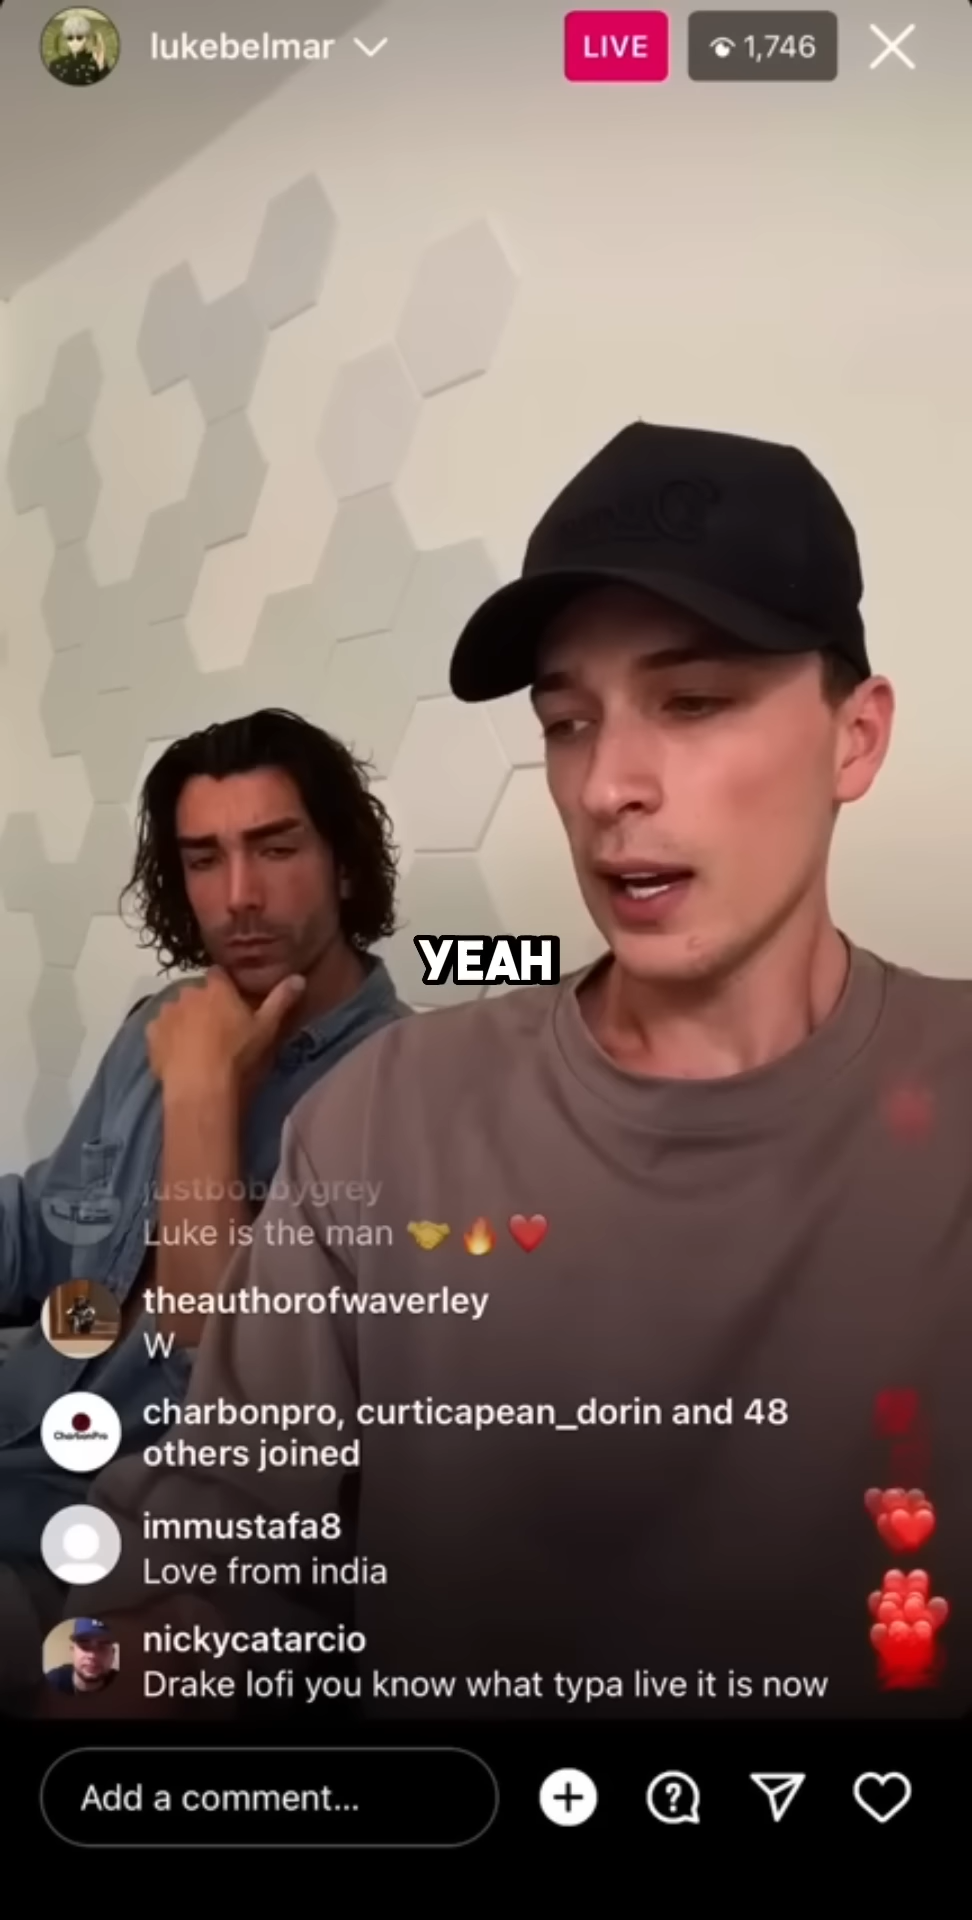 lukebelmar
LIVE
1,746
YEAH
justbobbygrey
Luke is the man 🤝 🔥 ❤️
theauthorofwaverley
W
charbonpro, curticapean_dorin and 48
others joined
immustafa8
Love from india
nickycatarcio
Drake lofi you know what typa live it is now
Add a comment...